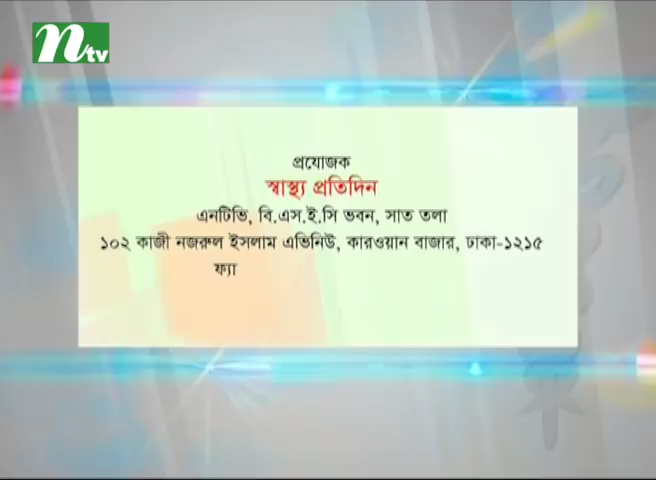 ntv
প্রযোজক
স্বাস্থ্য প্রতিদিন
এনটিভি, বি.এস.ই.সি ভবন, সাত তলা
১০২ কাজী নজরুল ইসলাম এভিনিউ, কারওয়ান বাজার, ঢাকা-১২১৫
ফ্যা